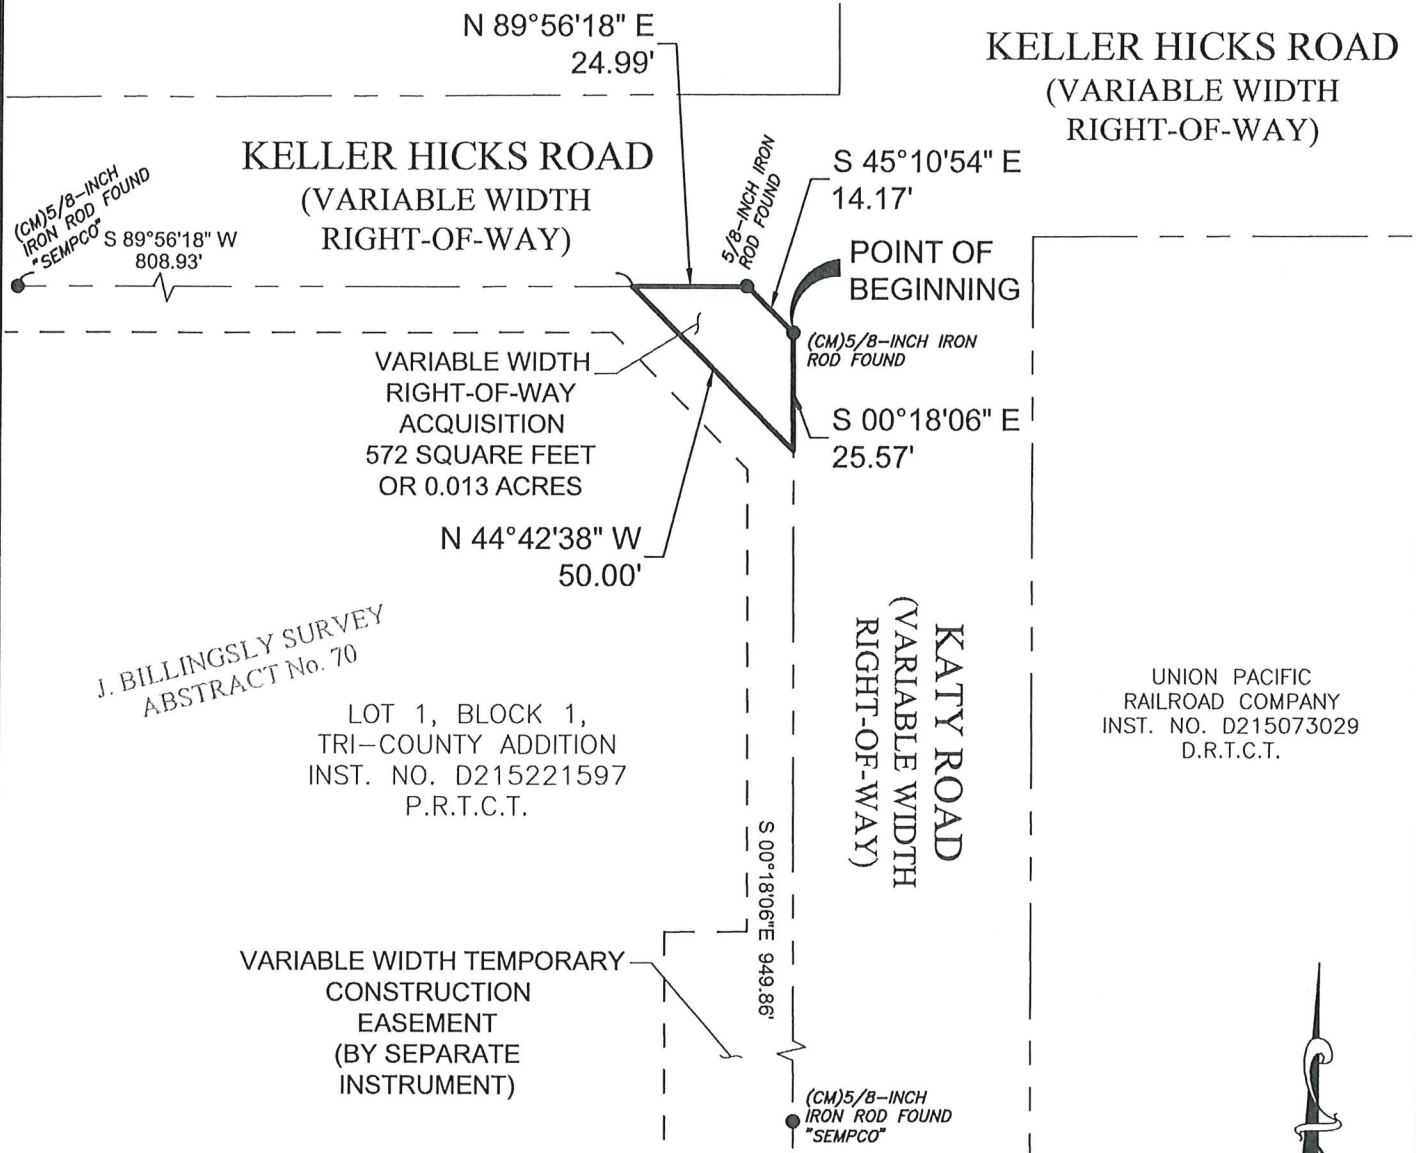 N 89°56'18" E
24.99'
KELLER HICKS ROAD
(VARIABLE WIDTH
RIGHT-OF-WAY)
KELLER HICKS ROAD
(VARIABLE WIDTH
RIGHT-OF-WAY)
(CM)5/8-INCH
IRON ROD FOUND
"SEMPCO"
S 89°56'18" W
808.93'
5/8-INCH IRON
ROD FOUND
S 45°10'54" E
14.17'
POINT OF
BEGINNING
(CM)5/8-INCH IRON
ROD FOUND
VARIABLE WIDTH
RIGHT-OF-WAY
ACQUISITION
572 SQUARE FEET
OR 0.013 ACRES
S 00°18'06" E
25.57'
N 44°42'38" W
50.00'
J. BILLINGSLY SURVEY
ABSTRACT No. 70
LOT 1, BLOCK 1,
TRI-COUNTY ADDITION
INST. NO. D215221597
P.R.T.C.T.
KATY ROAD
(VARIABLE WIDTH
RIGHT-OF-WAY)
UNION PACIFIC
RAILROAD COMPANY
INST. NO. D215073029
D.R.T.C.T.
S 00°18'06"E 949.86'
VARIABLE WIDTH TEMPORARY
CONSTRUCTION
EASEMENT
(BY SEPARATE
INSTRUMENT)
(CM)5/8-INCH
IRON ROD FOUND
"SEMPCO"